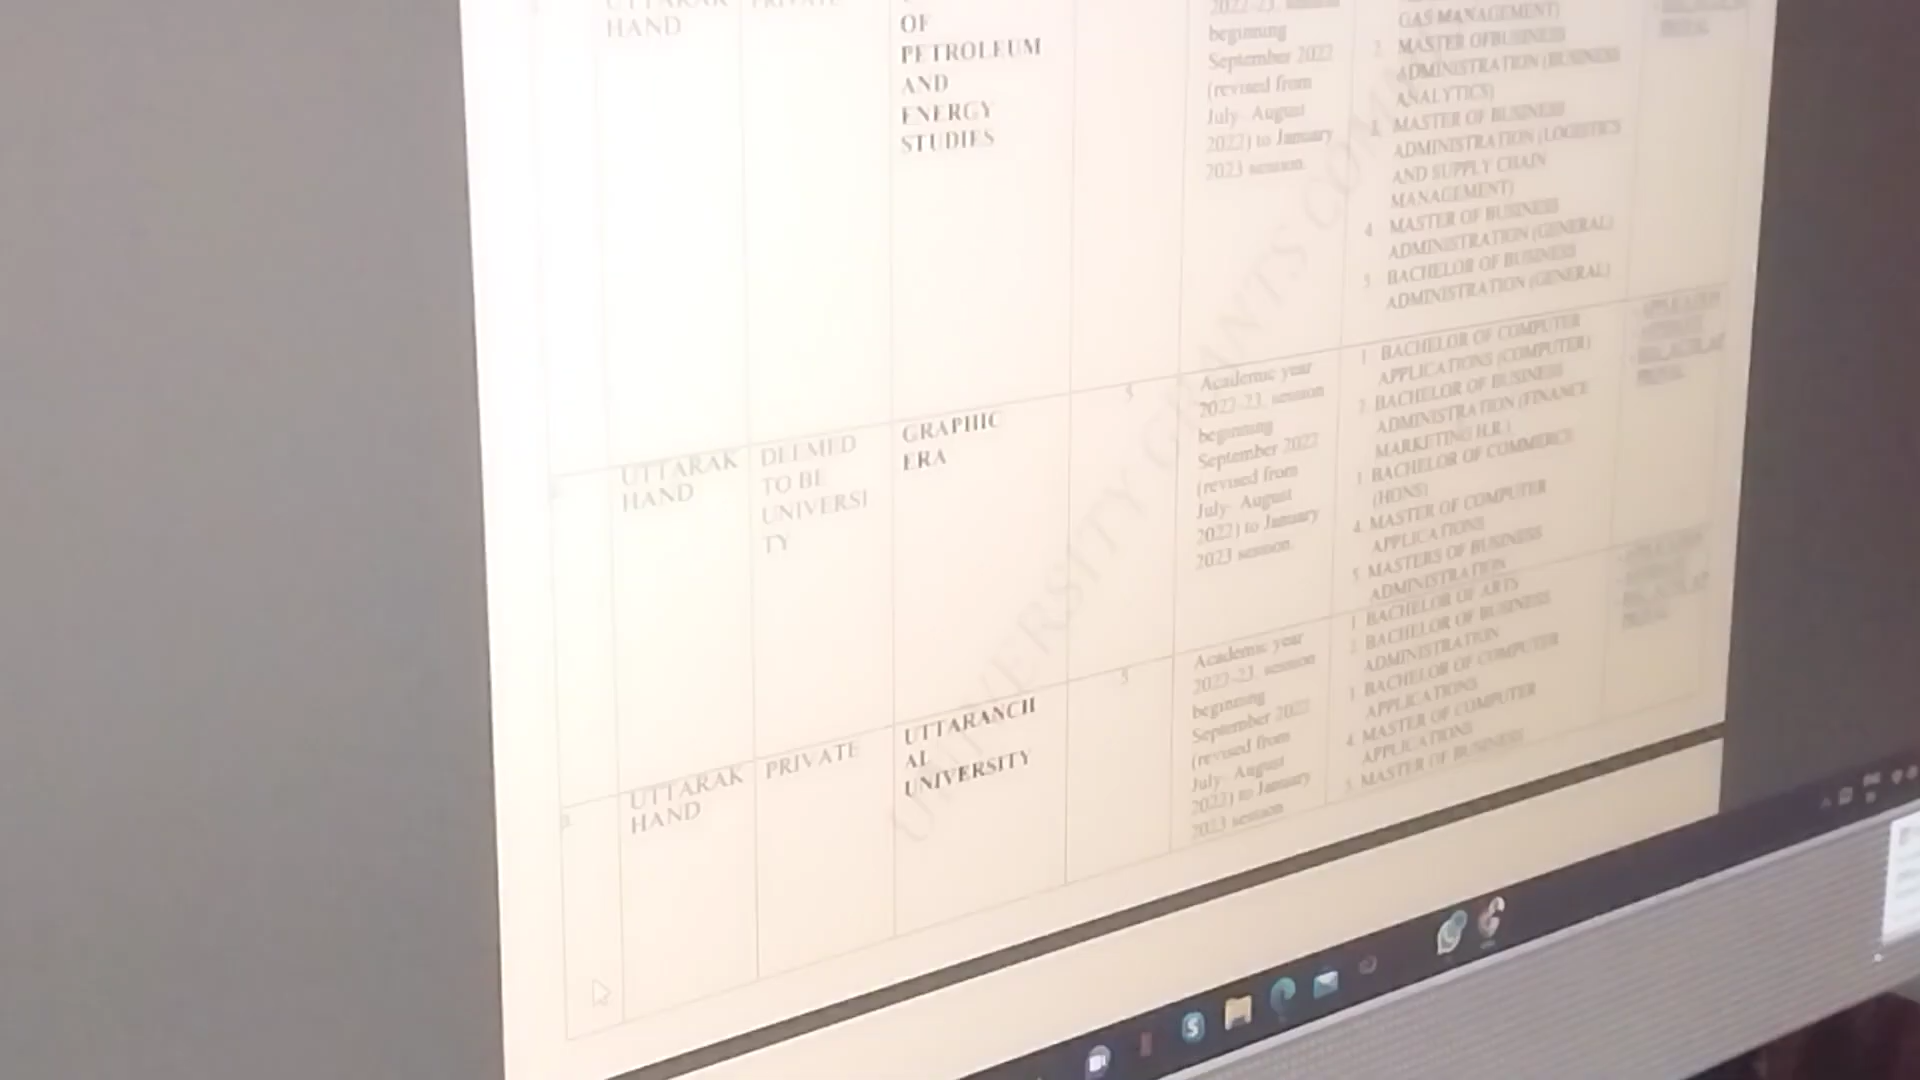 HAND
OF
PETROLEUM
AND
ENERGY
STUDIES
beginning
September 2022
(revised from
July- August
2022) to January
2023 session.
GAS MANAGEMENT)
2. MASTER OFBUSINESS
ADMINISTRATION (BUSINESS
ANALYTICS)
3. MASTER OF BUSINESS
ADMINISTRATION (LOGISTICS
AND SUPPLY CHAIN
MANAGEMENT)
4. MASTER OF BUSINESS
ADMINISTRATION (GENERAL)
5. BACHELOR OF BUSINESS
ADMINISTRATION (GENERAL)
UTTARAK
HAND
DEEMED
TO BE
UNIVERSI
TY
GRAPHIC
ERA
5
Academic year
2022-23, session
beginning
September 2022
(revised from
July- August
2022) to January
2023 session.
1. BACHELOR OF COMPUTER
APPLICATIONS (COMPUTER)
2. BACHELOR OF BUSINESS
ADMINISTRATION (FINANCE
MARKETING H.R.)
3. BACHELOR OF COMMERCE
(HONS)
4. MASTER OF COMPUTER
APPLICATIONS
5. MASTERS OF BUSINESS
ADMINISTRATION
UTTARAK
HAND
PRIVATE
UTTARANCH
AL
UNIVERSITY
5
Academic year
2022-23, session
beginning
September 2022
(revised from
July- August
2022) to January
2023 session.
1. BACHELOR OF ARTS
2. BACHELOR OF BUSINESS
ADMINISTRATION
3. BACHELOR OF COMPUTER
APPLICATIONS
4. MASTER OF COMPUTER
APPLICATIONS
5. MASTER OF BUSINESS
UNIVERSITY GRANTS COM